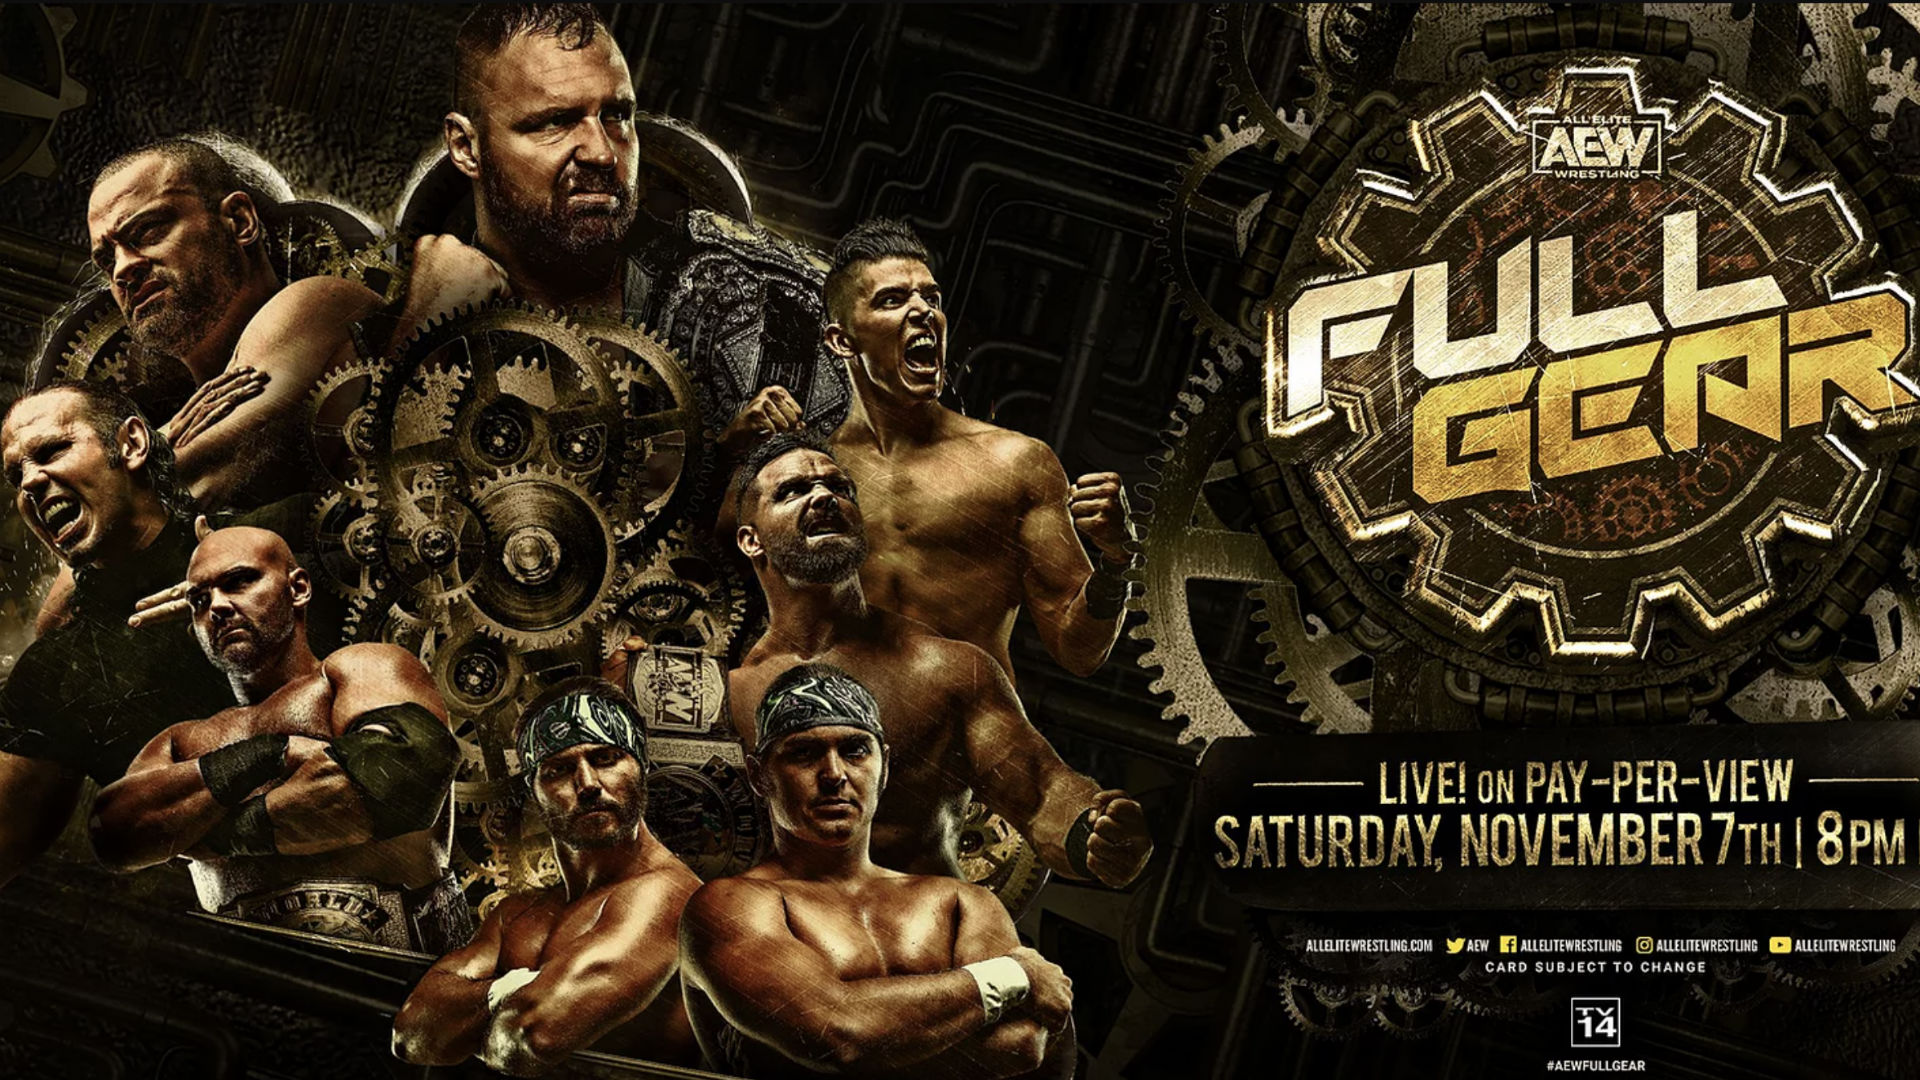 ALL ELITE
AEW
WRESTLING
FULL
GEAR
LIVE! ON PAY-PER-VIEW
SATURDAY, NOVEMBER 7TH | 8PM
ALLELITEWRESTLING.COM AEW ALLELITEWRESTLING ALLELITEWRESTLING ALLELITEWRESTLING
CARD SUBJECT TO CHANGE
TV
14
#AEWFULLGEAR
AEW